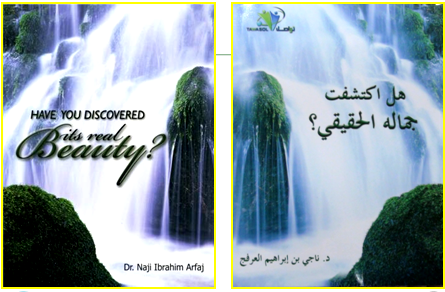 HAVE YOU DISCOVERED
its real
Beauty?
Dr. Naji Ibrahim Arfaj
هل اكتشفت
جماله الحقيقي؟
د. ناجي بن إبراهيم العرفج